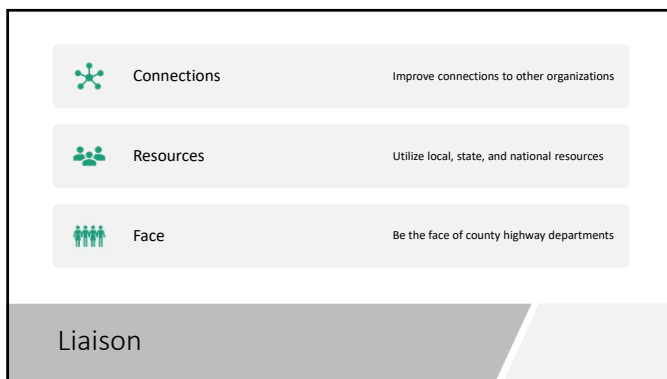 Connections
Improve connections to other organizations
Resources
Utilize local, state, and national resources
Face
Be the face of county highway departments
Liaison